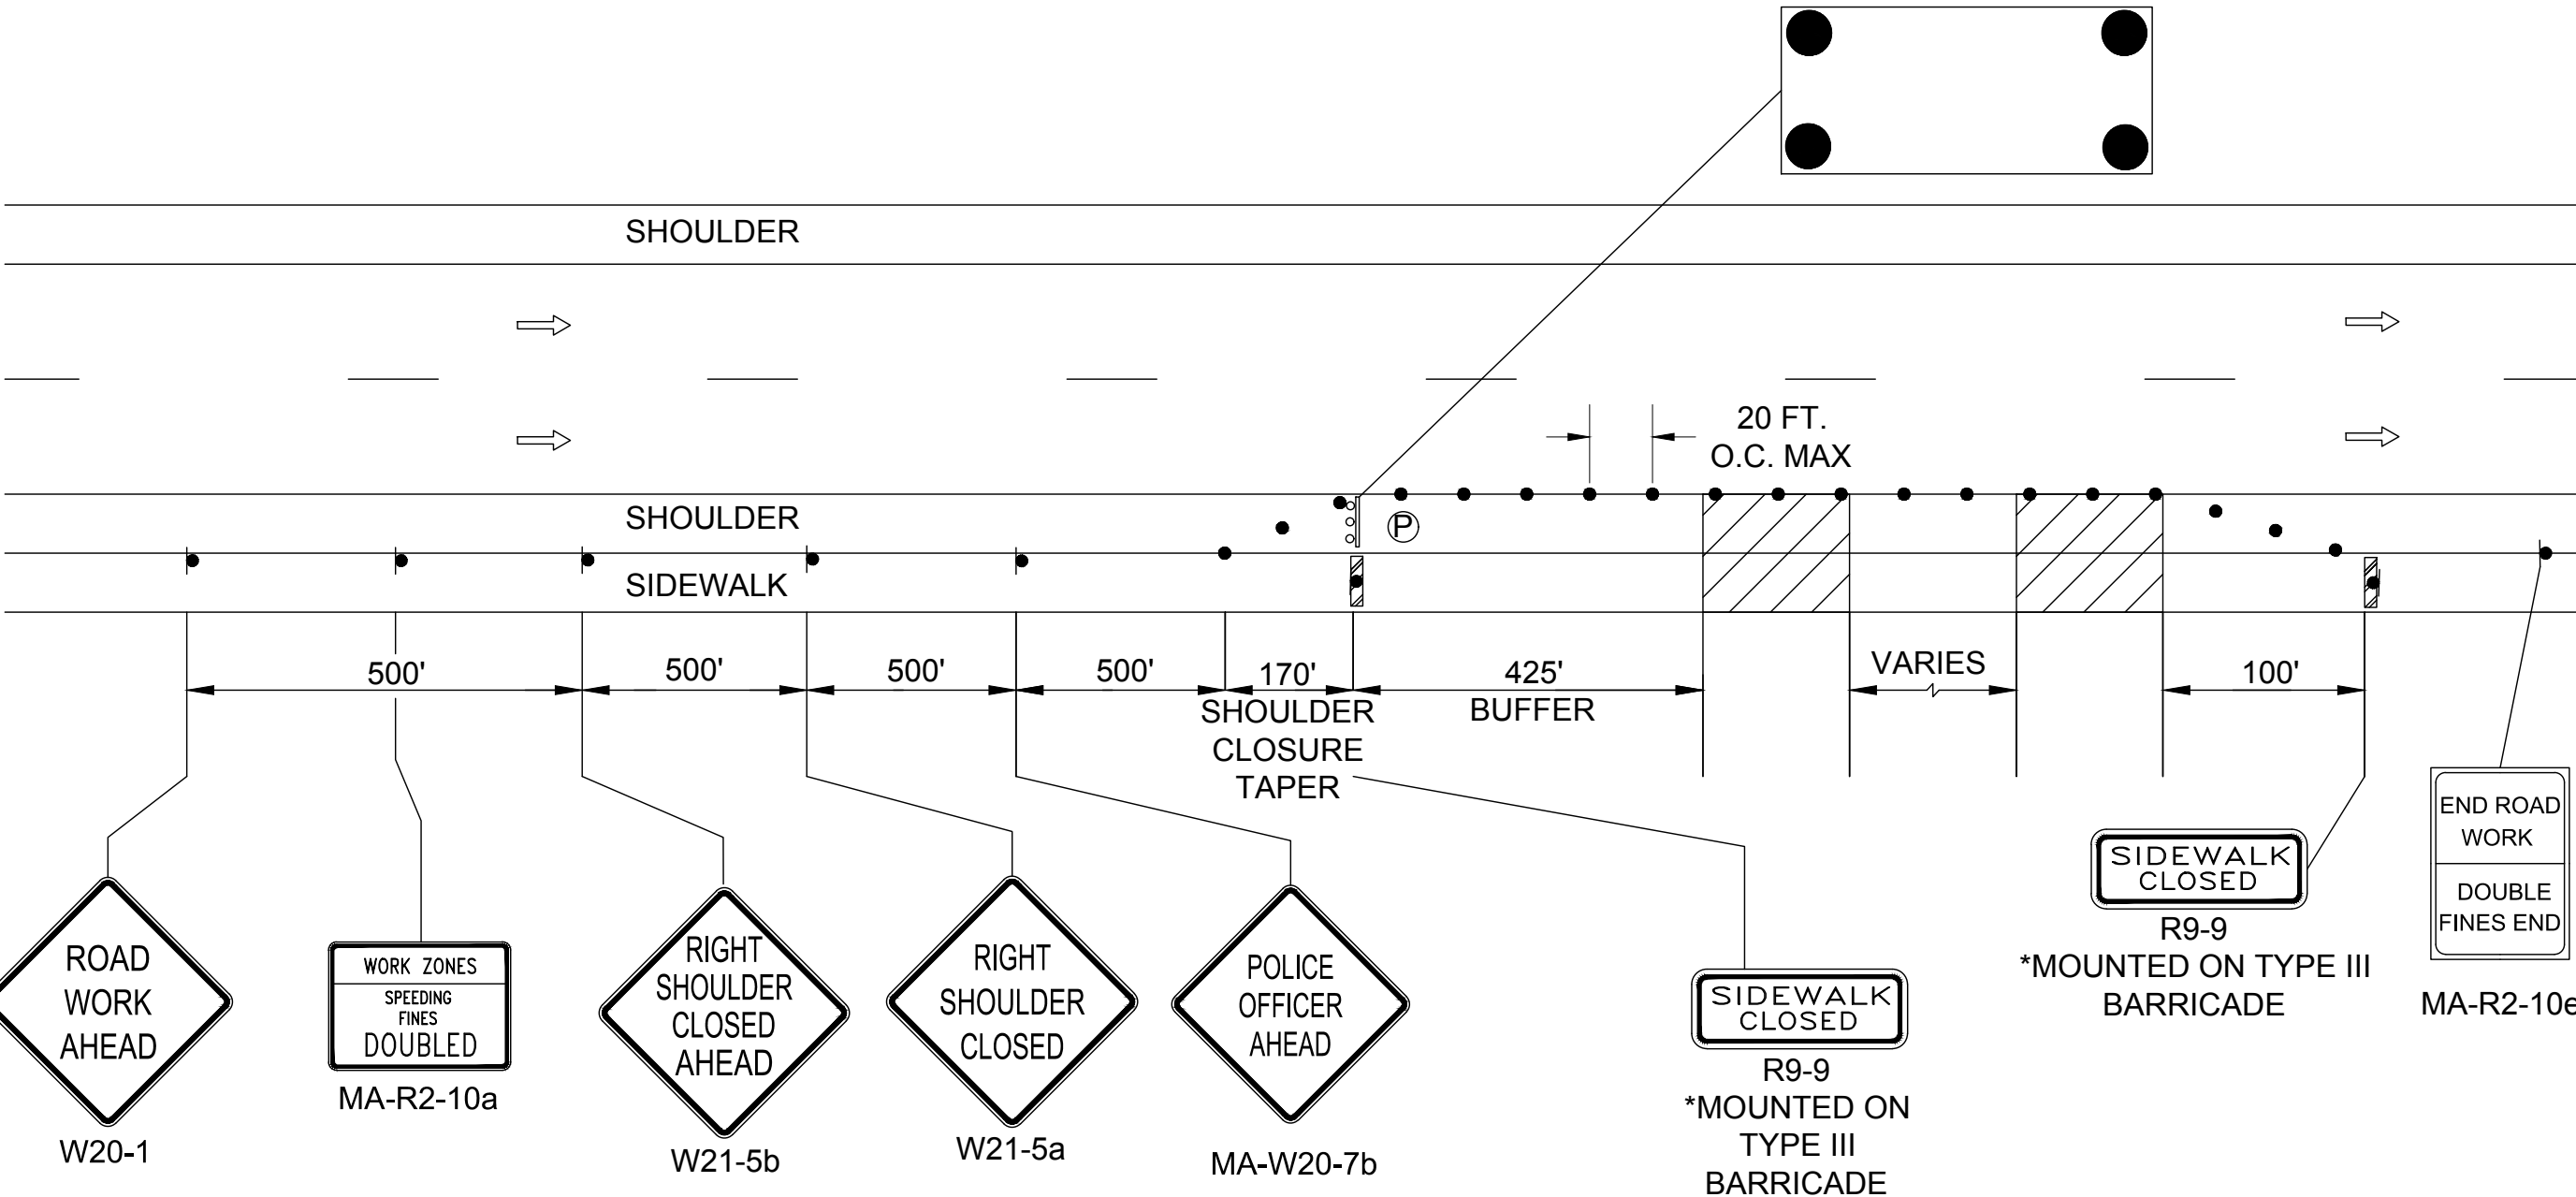 SHOULDER
20 FT.
O.C. MAX
SHOULDER
P
SIDEWALK
500'
500'
500'
500'
170'
SHOULDER
CLOSURE
TAPER
425'
BUFFER
VARIES
100'
ROAD
WORK
AHEAD
W20-1
WORK ZONES
SPEEDING
FINES
DOUBLED
MA-R2-10a
RIGHT
SHOULDER
CLOSED
AHEAD
W21-5b
RIGHT
SHOULDER
CLOSED
W21-5a
POLICE
OFFICER
AHEAD
MA-W20-7b
SIDEWALK
CLOSED
R9-9
*MOUNTED ON
TYPE III
BARRICADE
SIDEWALK
CLOSED
R9-9
*MOUNTED ON TYPE III
BARRICADE
END ROAD
WORK
DOUBLE
FINES END
MA-R2-10e